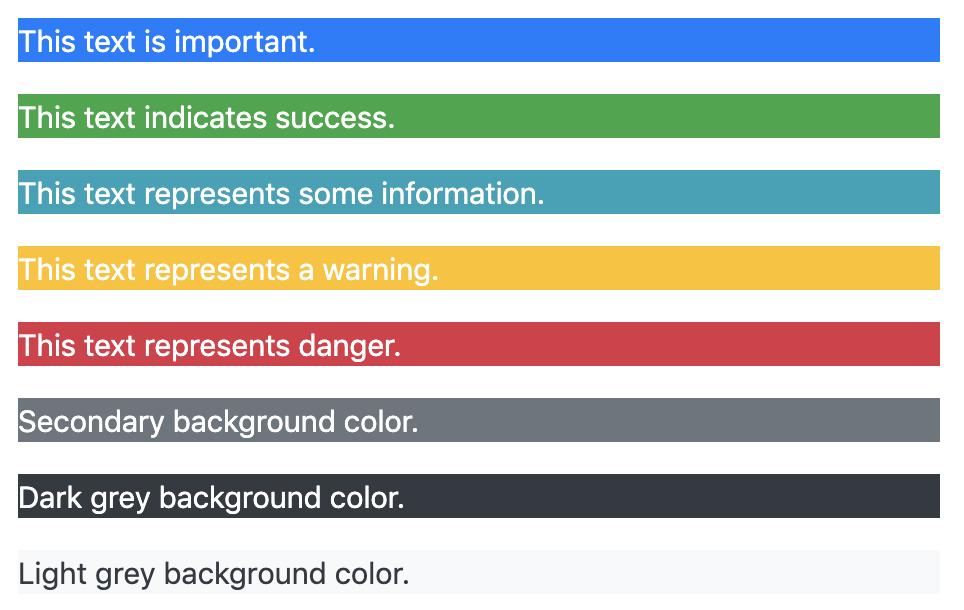 This text is important.
This text indicates success.
This text represents some information.
This text represents a warning.
This text represents danger.
Secondary background color.
Dark grey background color.
Light grey background color.